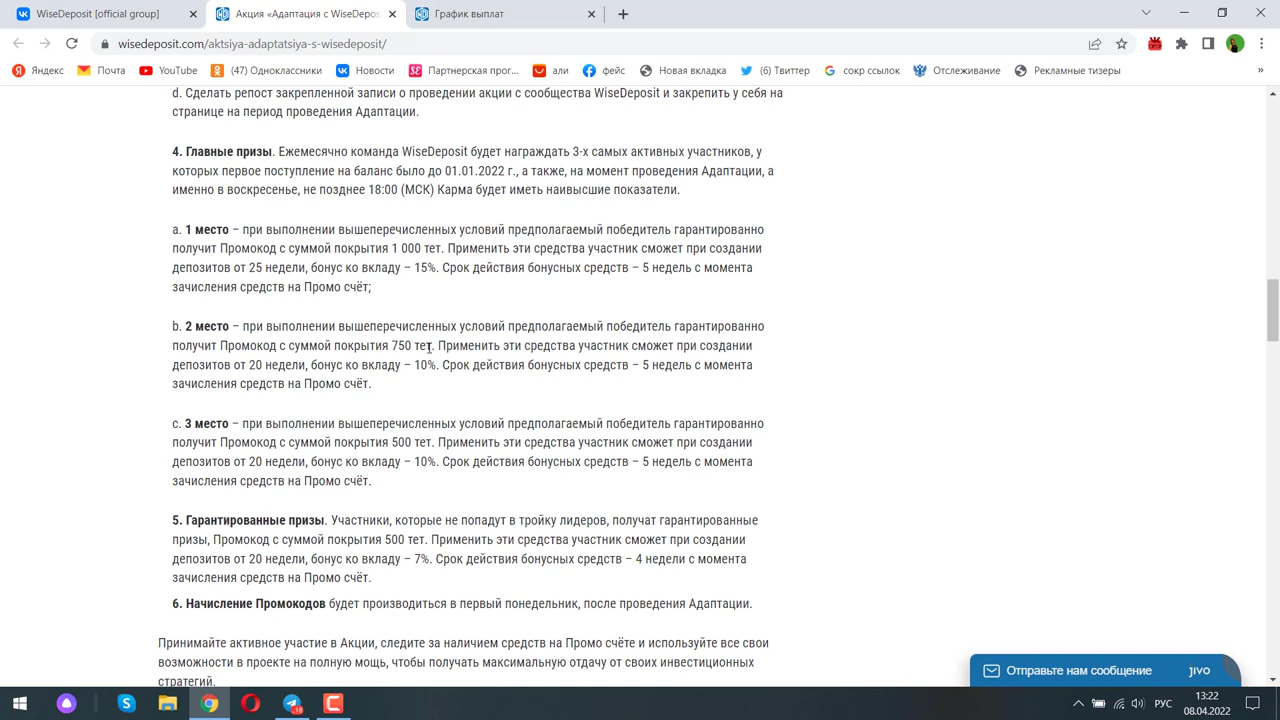 WiseDeposit [official group]
Акция «Адаптация с WiseDepos
График выплат
wisedeposit.com/aktsiya-adaptatsiya-s-wisedeposit/
Яндекс
Почта
YouTube
(47) Одноклассники
Новости
Партнерская прог...
али
фейс
Новая вкладка
(6) Твиттер
сокр ссылок
Отслеживание
Рекламные тизеры
»
d. Сделать репост закрепленной записи о проведении акции с сообщества WiseDeposit и закрепить у себя на
странице на период проведения Адаптации.
4. Главные призы. Ежемесячно команда WiseDeposit будет награждать 3-х самых активных участников, у
которых первое поступление на баланс было до 01.01.2022 г., а также, на момент проведения Адаптации, а
именно в воскресенье, не позднее 18:00 (МСК) Карма будет иметь наивысшие показатели.
a. 1 место – при выполнении вышеперечисленных условий предполагаемый победитель гарантированно
получит Промокод с суммой покрытия 1 000 тет. Применить эти средства участник сможет при создании
депозитов от 25 недели, бонус ко вкладу – 15%. Срок действия бонусных средств – 5 недель с момента
зачисления средств на Промо счёт;
b. 2 место – при выполнении вышеперечисленных условий предполагаемый победитель гарантированно
получит Промокод с суммой покрытия 750 тет. Применить эти средства участник сможет при создании
депозитов от 20 недели, бонус ко вкладу – 10%. Срок действия бонусных средств – 5 недель с момента
зачисления средств на Промо счёт.
c. 3 место – при выполнении вышеперечисленных условий предполагаемый победитель гарантированно
получит Промокод с суммой покрытия 500 тет. Применить эти средства участник сможет при создании
депозитов от 20 недели, бонус ко вкладу – 10%. Срок действия бонусных средств – 5 недель с момента
зачисления средств на Промо счёт.
5. Гарантированные призы. Участники, которые не попадут в тройку лидеров, получат гарантированные
призы, Промокод с суммой покрытия 500 тет. Применить эти средства участник сможет при создании
депозитов от 20 недели, бонус ко вкладу – 7%. Срок действия бонусных средств – 4 недели с момента
зачисления средств на Промо счёт.
6. Начисление Промокодов будет производиться в первый понедельник, после проведения Адаптации.
Принимайте активное участие в Акции, следите за наличием средств на Промо счёте и используйте все свои
возможности в проекте на полную мощь, чтобы получать максимальную отдачу от своих инвестиционных
стратегий.
Отправьте нам сообщение
jivo
РУС
13:22
08.04.2022